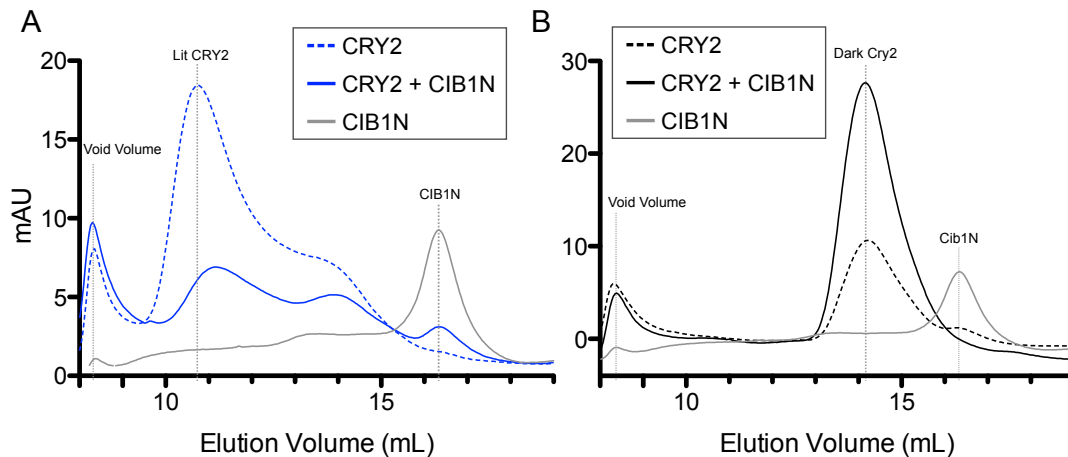 A
Lit CRY2
CRY2
CRY2 + CIB1N
CIB1N
Void Volume
CIB1N
20
15
10
5
0
mAU
10
15
Elution Volume (mL)
B
Dark Cry2
CRY2
CRY2 + CIB1N
CIB1N
Void Volume
Cib1N
30
20
10
0
10
15
Elution Volume (mL)